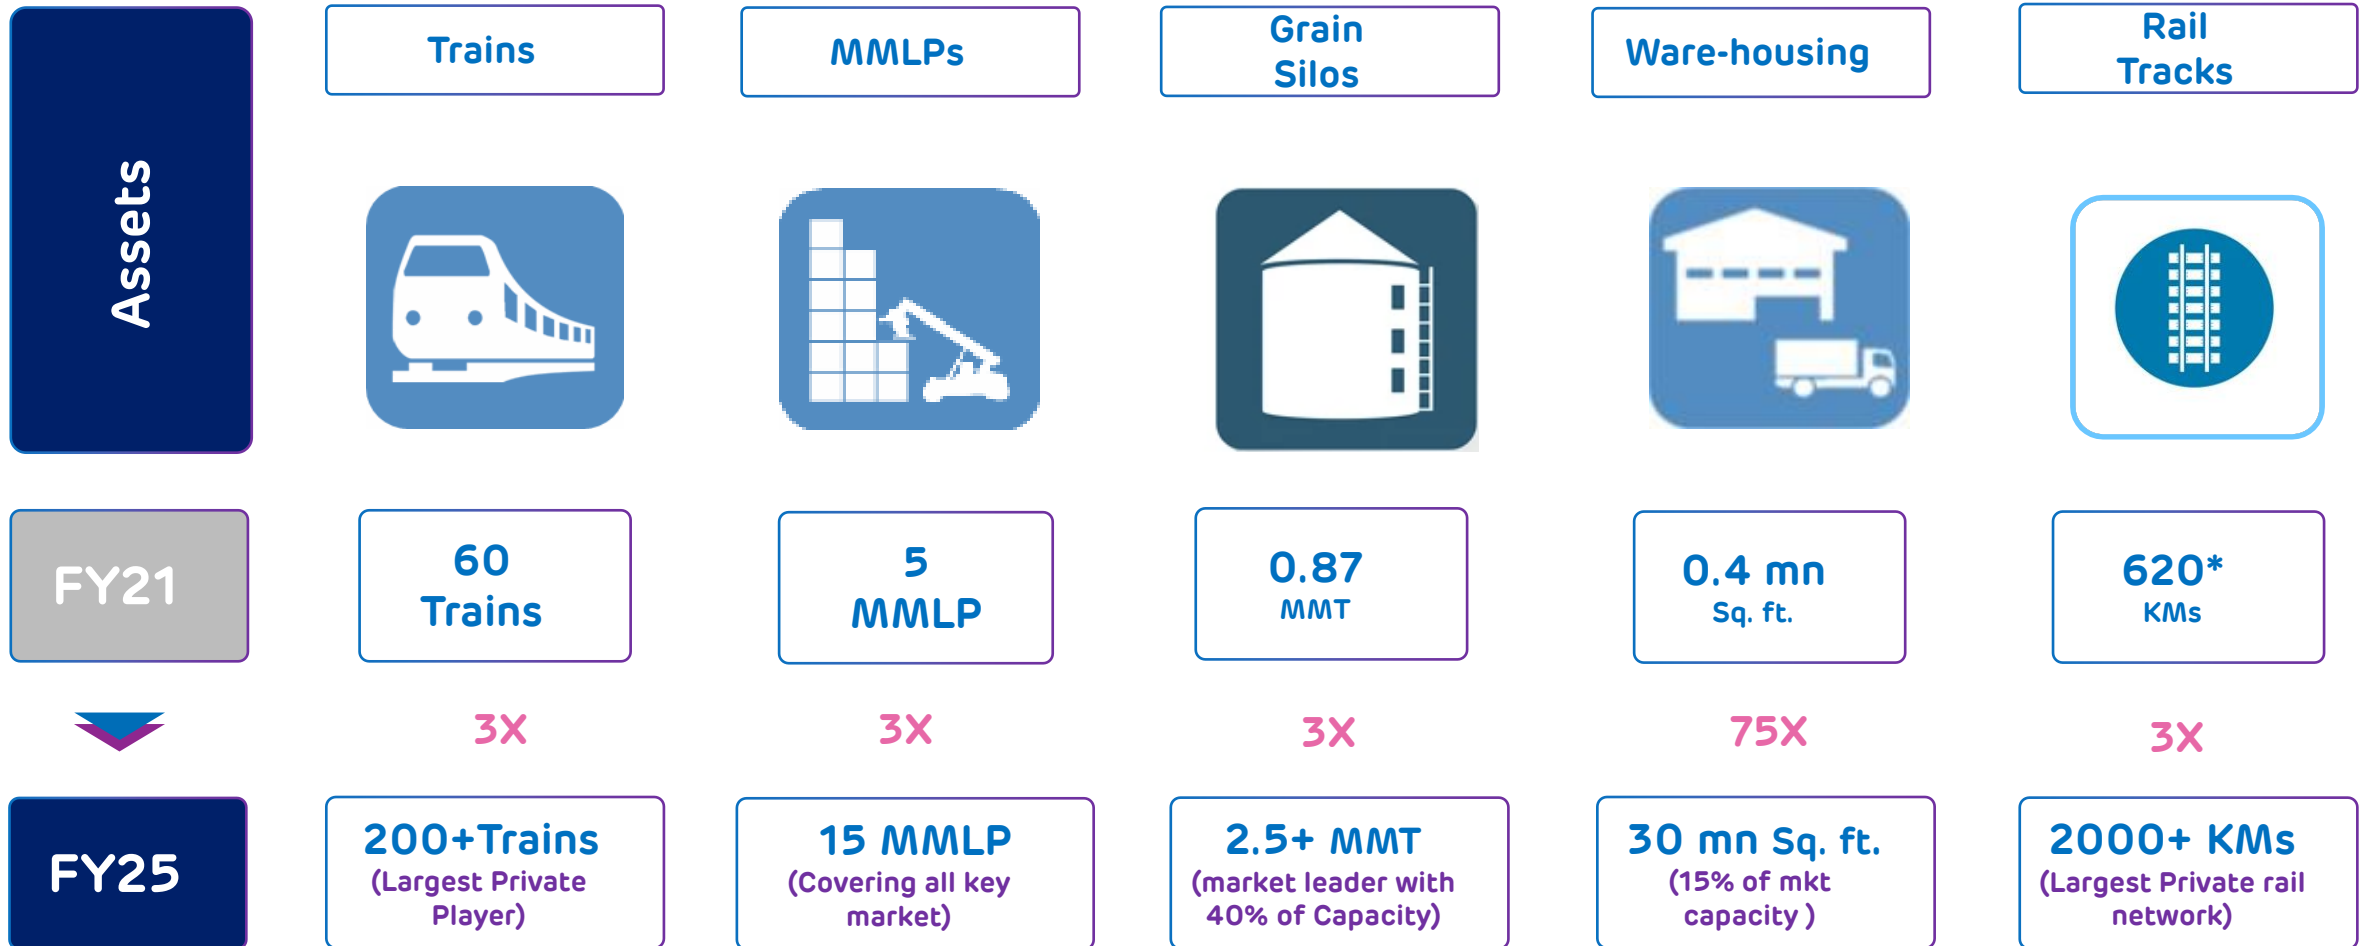 Assets
Trains
MMLPs
Grain
Silos
Ware-housing
Rail
Tracks
FY21
60
Trains
5
MMLP
0.87
MMT
0.4 mn
Sq. ft.
620*
KMs
3X
3X
3X
75X
3X
FY25
200+Trains
(Largest Private
Player)
15 MMLP
(Covering all key
market)
2.5+ MMT
(market leader with
40% of Capacity)
30 mn Sq. ft.
(15% of mkt
capacity )
2000+ KMs
(Largest Private rail
network)